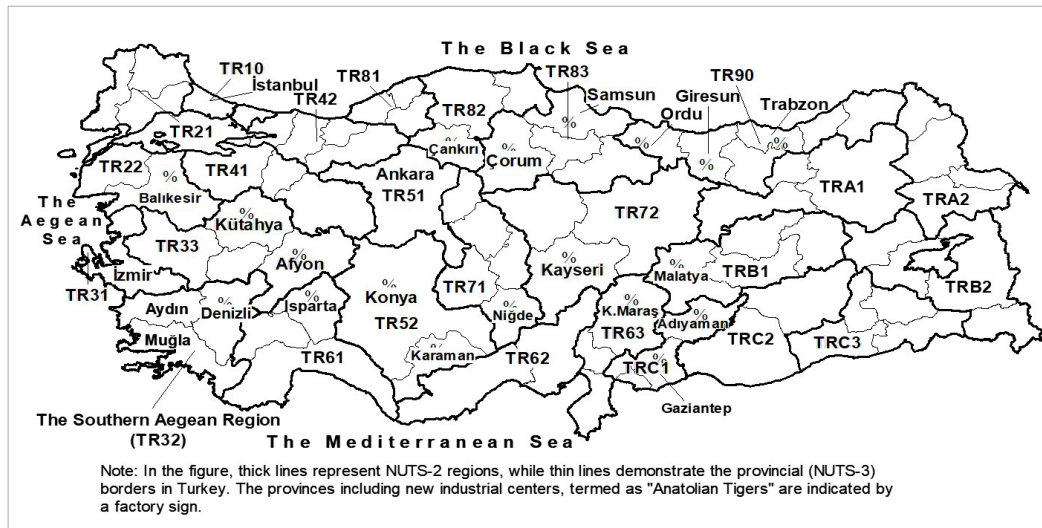 The Black Sea
TR10
İstanbul
TR81
TR42
TR82
TR83
Samsun
TR90
Giresun
Ordu
Trabzon
TR21
%
%
%
%
TR22
TR41
%
Çankırı
%
Çorum
Ankara
TR51
TRA1
TRA2
%
Balıkesir
The
Aegean
Sea
%
Kütahya
TR72
TR33
%
Afyon
%
Kayseri
%
Malatya
TRB1
TRB2
İzmir
TR31
Aydın
%
Denizli
%
Isparta
%
Konya
TR71
%
Niğde
%
K.Maraş
%
Adıyaman
Muğla
TR52
TR63
TRC2
TRC3
%
Karaman
TR61
TR62
%
TRC1
Gaziantep
The Southern Aegean Region
(TR32)
The Mediterranean Sea
Note: In the figure, thick lines represent NUTS-2 regions, while thin lines demonstrate the provincial (NUTS-3)
borders in Turkey. The provinces including new industrial centers, termed as "Anatolian Tigers" are indicated by
a factory sign.